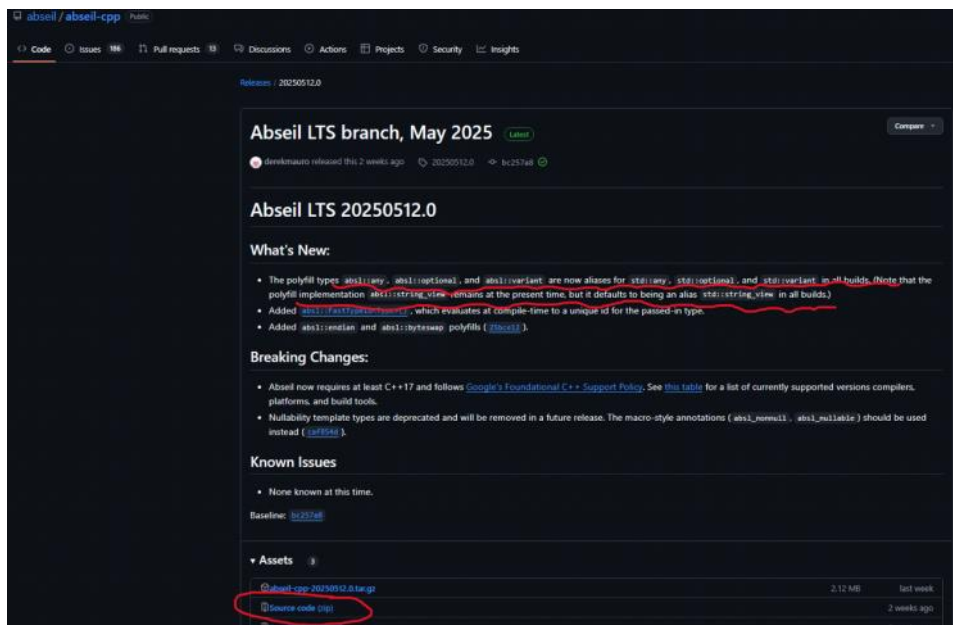 abseil / abseil-cpp Public
Code Issues 186 Pull requests 13 Discussions Actions Projects Security Insights
Releases / 20250512.0
Abseil LTS branch, May 2025 Latest
Compare
derekmauro released this 2 weeks ago 20250512.0 bc257a8
Abseil LTS 20250512.0
What's New:
• The polyfill types absl::any, absl::optional, and absl::variant are now aliases for std::any, std::optional, and std::variant in all builds. (Note that the
polyfill implementation absl::string_view remains at the present time, but it defaults to being an alias std::string_view in all builds.)
• Added absl::FastTypeIdType(), which evaluates at compile-time to a unique id for the passed-in type.
• Added absl::endian and absl::byteswap polyfills ( ).
Breaking Changes:
• Abseil now requires at least C++17 and follows Google's Foundational C++ Support Policy. See this table for a list of currently supported versions compilers,
platforms, and build tools.
• Nullability template types are deprecated and will be removed in a future release. The macro-style annotations ( absl_nonnull, absl_nullable ) should be used
instead ( ).
Known Issues
• None known at this time.
Baseline: bc257a8
Assets 3
abseil-cpp-20250512.0.tar.gz 2.12 MB last week
Source code (zip) 2 weeks ago